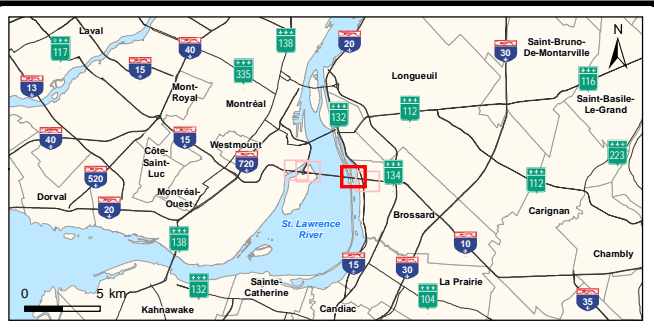 Laval
117
40
138
20
30
Saint-Bruno-
De-Montarville
N
15
335
Longueuil
116
13
Mont-
Royal
Montréal
132
112
Saint-Basile-
Le-Grand
40
15
Westmount
Côte-
Saint-
Luc
720
223
520
134
112
Dorval
Montréal-
Ouest
Carignan
20
St. Lawrence
River
Brossard
138
10
Chambly
15
30
0 5 km
132
Sainte-
Catherine
La Prairie
104
35
Kahnawake
Candiac